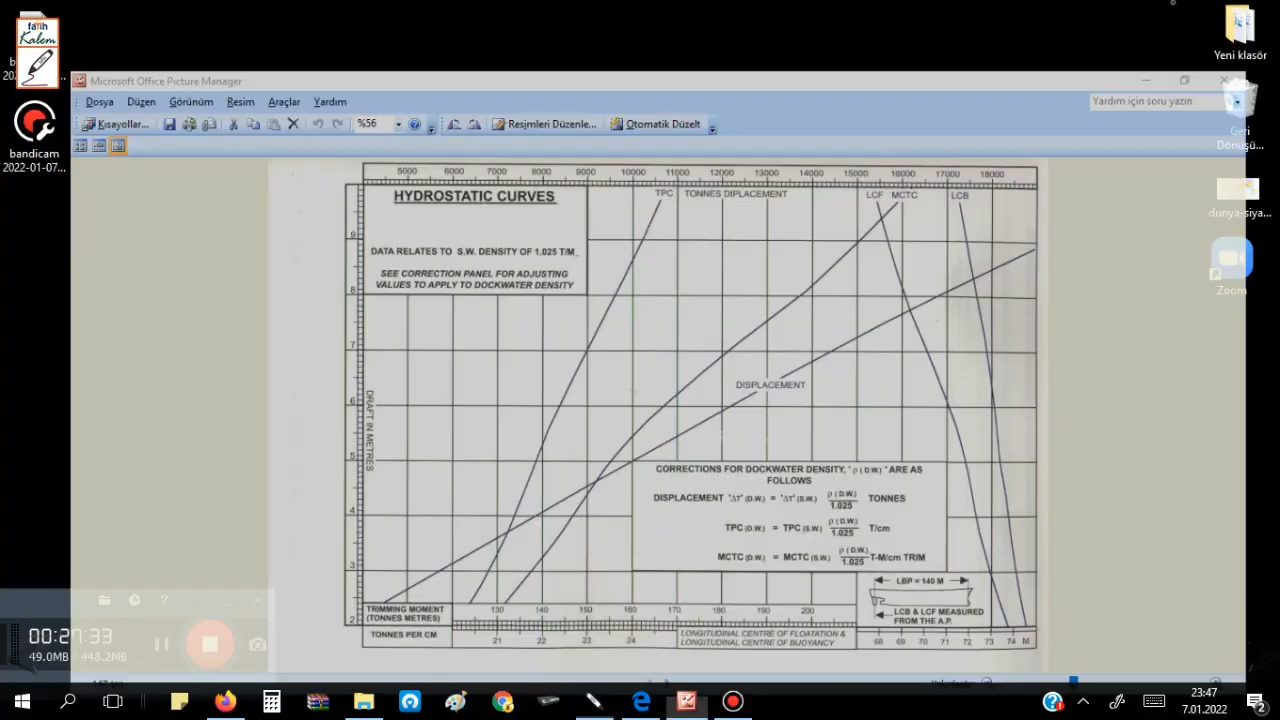 fatih
Kalem
bandicam
2022-01-07...
Yeni klasör
Geri
Dönüşü...
dunya-siya...
Zoom
Microsoft Office Picture Manager
Dosya Düzen Görünüm Resim Araçlar Yardım
Yardım için soru yazın
Kısayollar... %56 Resimleri Düzenle... Otomatik Düzelt
5000 6000 7000 8000 9000 10000 11000 12000 13000 14000 15000 16000 17000 18000
HYDROSTATIC CURVES
TPC TONNES DIPLACEMENT LCF MCTC LCB
DATA RELATES TO S.W. DENSITY OF 1.025 T/M
SEE CORRECTION PANEL FOR ADJUSTING
VALUES TO APPLY TO DOCKWATER DENSITY
9
8
7
6
5
4
3
2
DRAFT IN METRES
DISPLACEMENT
CORRECTIONS FOR DOCKWATER DENSITY, ' ρ ( D.W.) ' ARE AS
FOLLOWS
DISPLACEMENT 'ΔT' (D.W.) = 'ΔT' (S.W.) ρ (D.W.) / 1.025 TONNES
TPC (D.W.) = TPC (S.W.) ρ (D.W.) / 1.025 T/cm
MCTC (D.W.) = MCTC (S.W.) ρ (D.W.) / 1.025 T-M/cm TRIM
LBP = 140 M
LCB & LCF MEASURED
FROM THE A.P.
TRIMMING MOMENT
(TONNES METRES)
130 140 150 160 170 180 190 200
TONNES PER CM
21 22 23 24
LONGITUDINAL CENTRE OF FLOATATION &
LONGITUDINAL CENTRE OF BUOYANCY
68 69 70 71 72 73 74 M
00:27:33
49.0MB / 448.2MB
23:47
7.01.2022
2